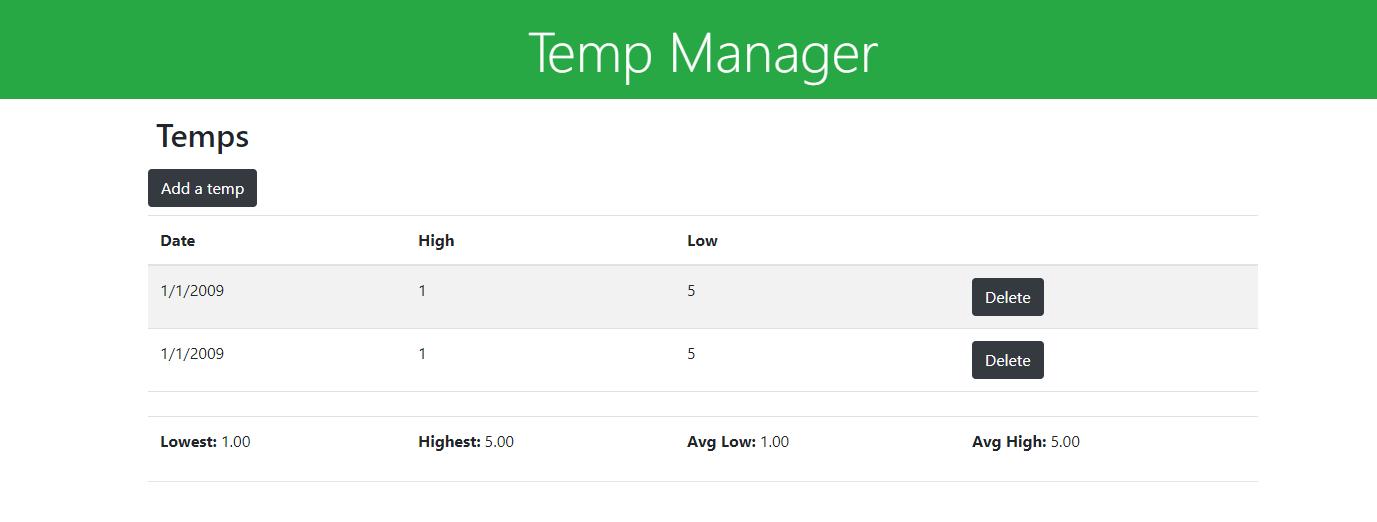 Temp Manager
Temps
Add a temp
Date High Low
1/1/2009 1 5 Delete
1/1/2009 1 5 Delete
Lowest: 1.00 Highest: 5.00 Avg Low: 1.00 Avg High: 5.00